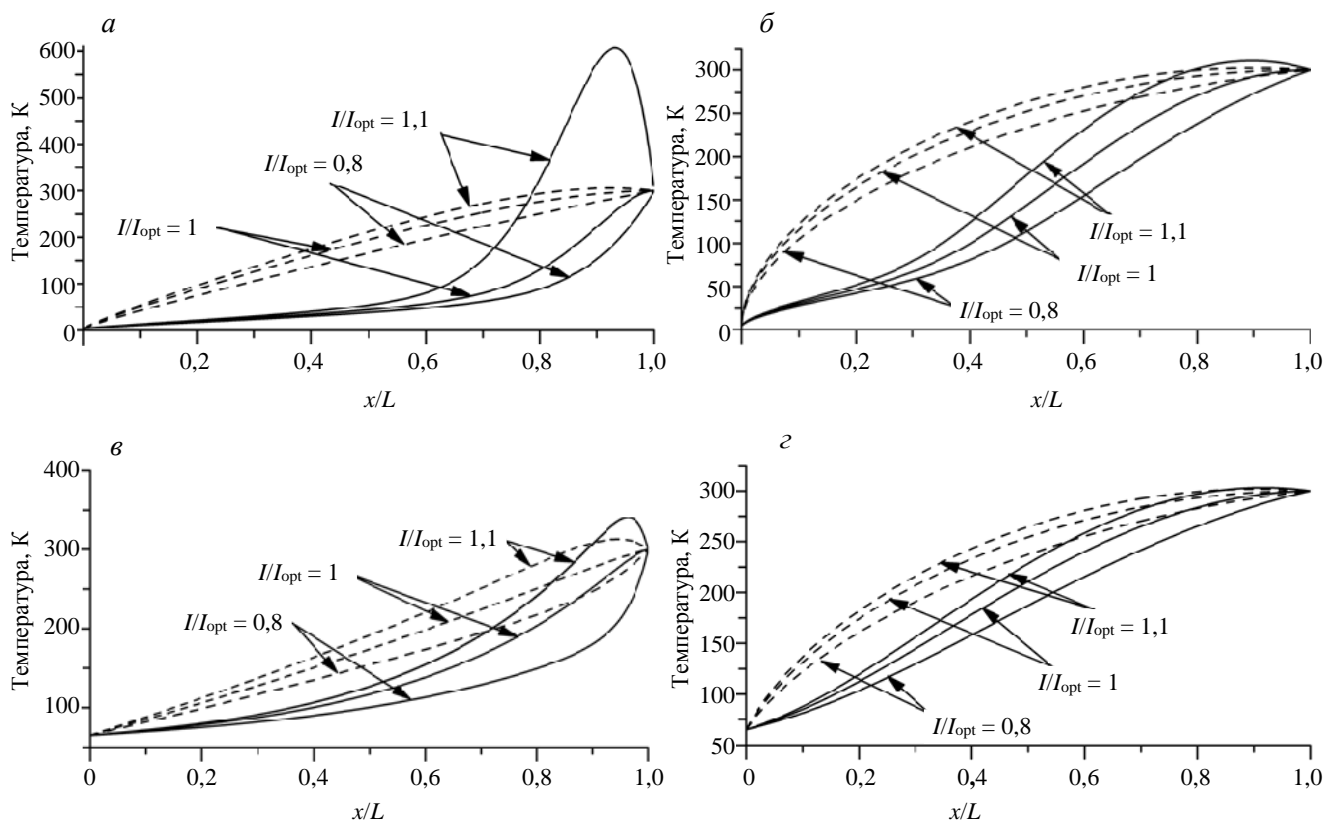 а
Температура, К
600
500
400
300
200
100
0
I/Iopt = 1,1
I/Iopt = 0,8
I/Iopt = 1
0,2
0,4
0,6
0,8
1,0
x/L
б
Температура, К
300
250
200
150
100
50
0
I/Iopt = 1,1
I/Iopt = 1
I/Iopt = 0,8
0
0,2
0,4
0,6
0,8
1,0
x/L
в
Температура, К
400
300
200
100
I/Iopt = 1,1
I/Iopt = 1
I/Iopt = 0,8
0
0,2
0,4
0,6
0,8
1,0
x/L
г
Температура, К
300
250
200
150
100
50
I/Iopt = 1,1
I/Iopt = 1
I/Iopt = 0,8
0
0,2
0,4
0,6
0,8
1,0
x/L